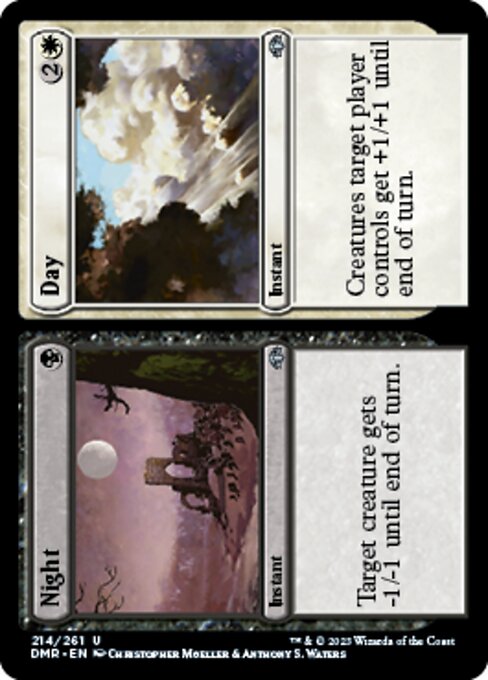 Day
2
Instant
Creatures target player
controls get +1/+1 until
end of turn.
Night
Instant
Target creature gets
-1/-1 until end of turn.
214/261 U
DMR • EN Christopher Moeller & Anthony S. Waters
™ & © 2023 Wizards of the Coast